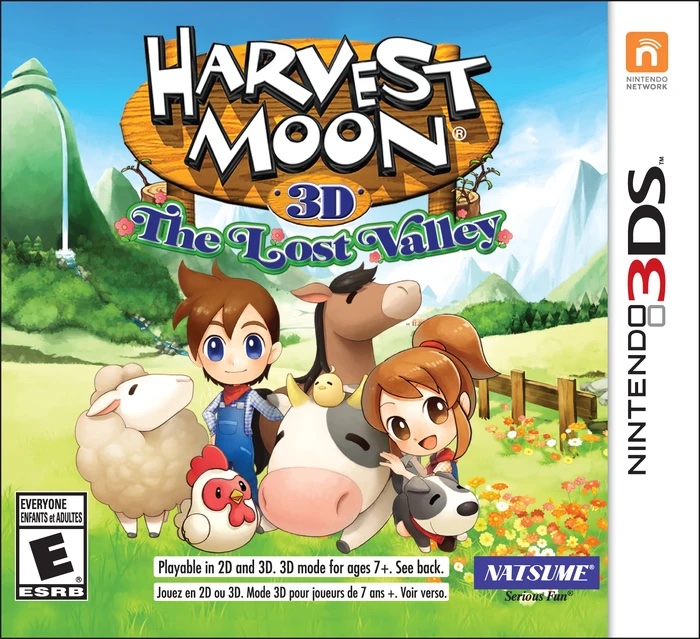 HARVEST
MOON®
3D
The Lost Valley
NINTENDO
NETWORK
NINTENDO3DS™
EVERYONE
ENFANTS et ADULTES
E
®
ESRB
Playable in 2D and 3D. 3D mode for ages 7+. See back.
Jouez en 2D ou 3D. Mode 3D pour joueurs de 7 ans +. Voir verso.
NATSUME®
Serious Fun®